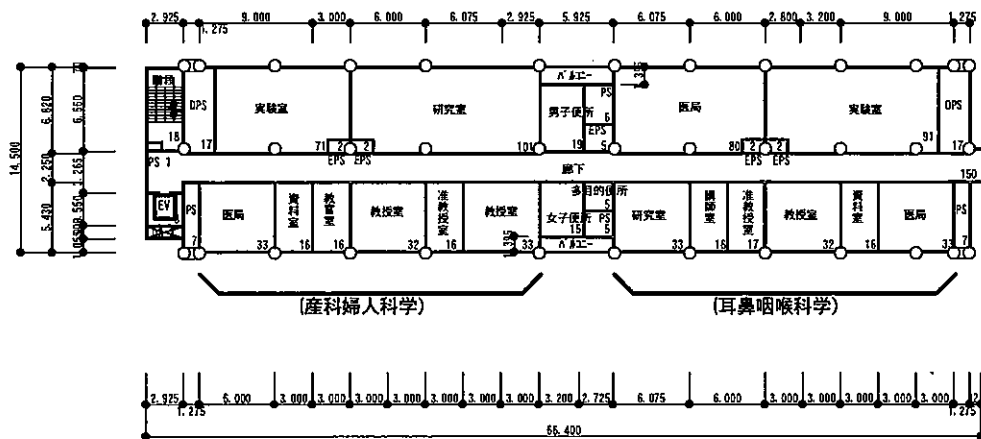 2.925 9.000 3.000 6.000 6.075 2.925 5.925 6.075 6.000 2.800 3.200 9.000 1.275
1.275
階段 DPS 実験室 研究室 バルコニー 男子便所 PS 6 医局 実験室 DPS
EPS
18 17 71 2 2 101 19 5 80 2 2 91 17
EPS EPS EPS EPS
PS 1 廊下 150
14.500 6.820 2.250 5.430
6.560 2.265
EV PS 医局 資料室 教官室 教授室 准教授室 教授室 多目的便所 5 女子便所 PS 研究室 講師室 准教授室 教授室 資料室 医局 PS
7 33 16 16 32 16 33 15 5 33 16 17 32 16 33 7
バルコニー
(産科婦人科学) (耳鼻咽喉科学)
2.925 6.000 3.000 3.000 3.000 3.000 3.000 3.000 3.200 2.725 6.075 6.000 3.000 3.000 3.000 3.000
1.275 1.275
66.400